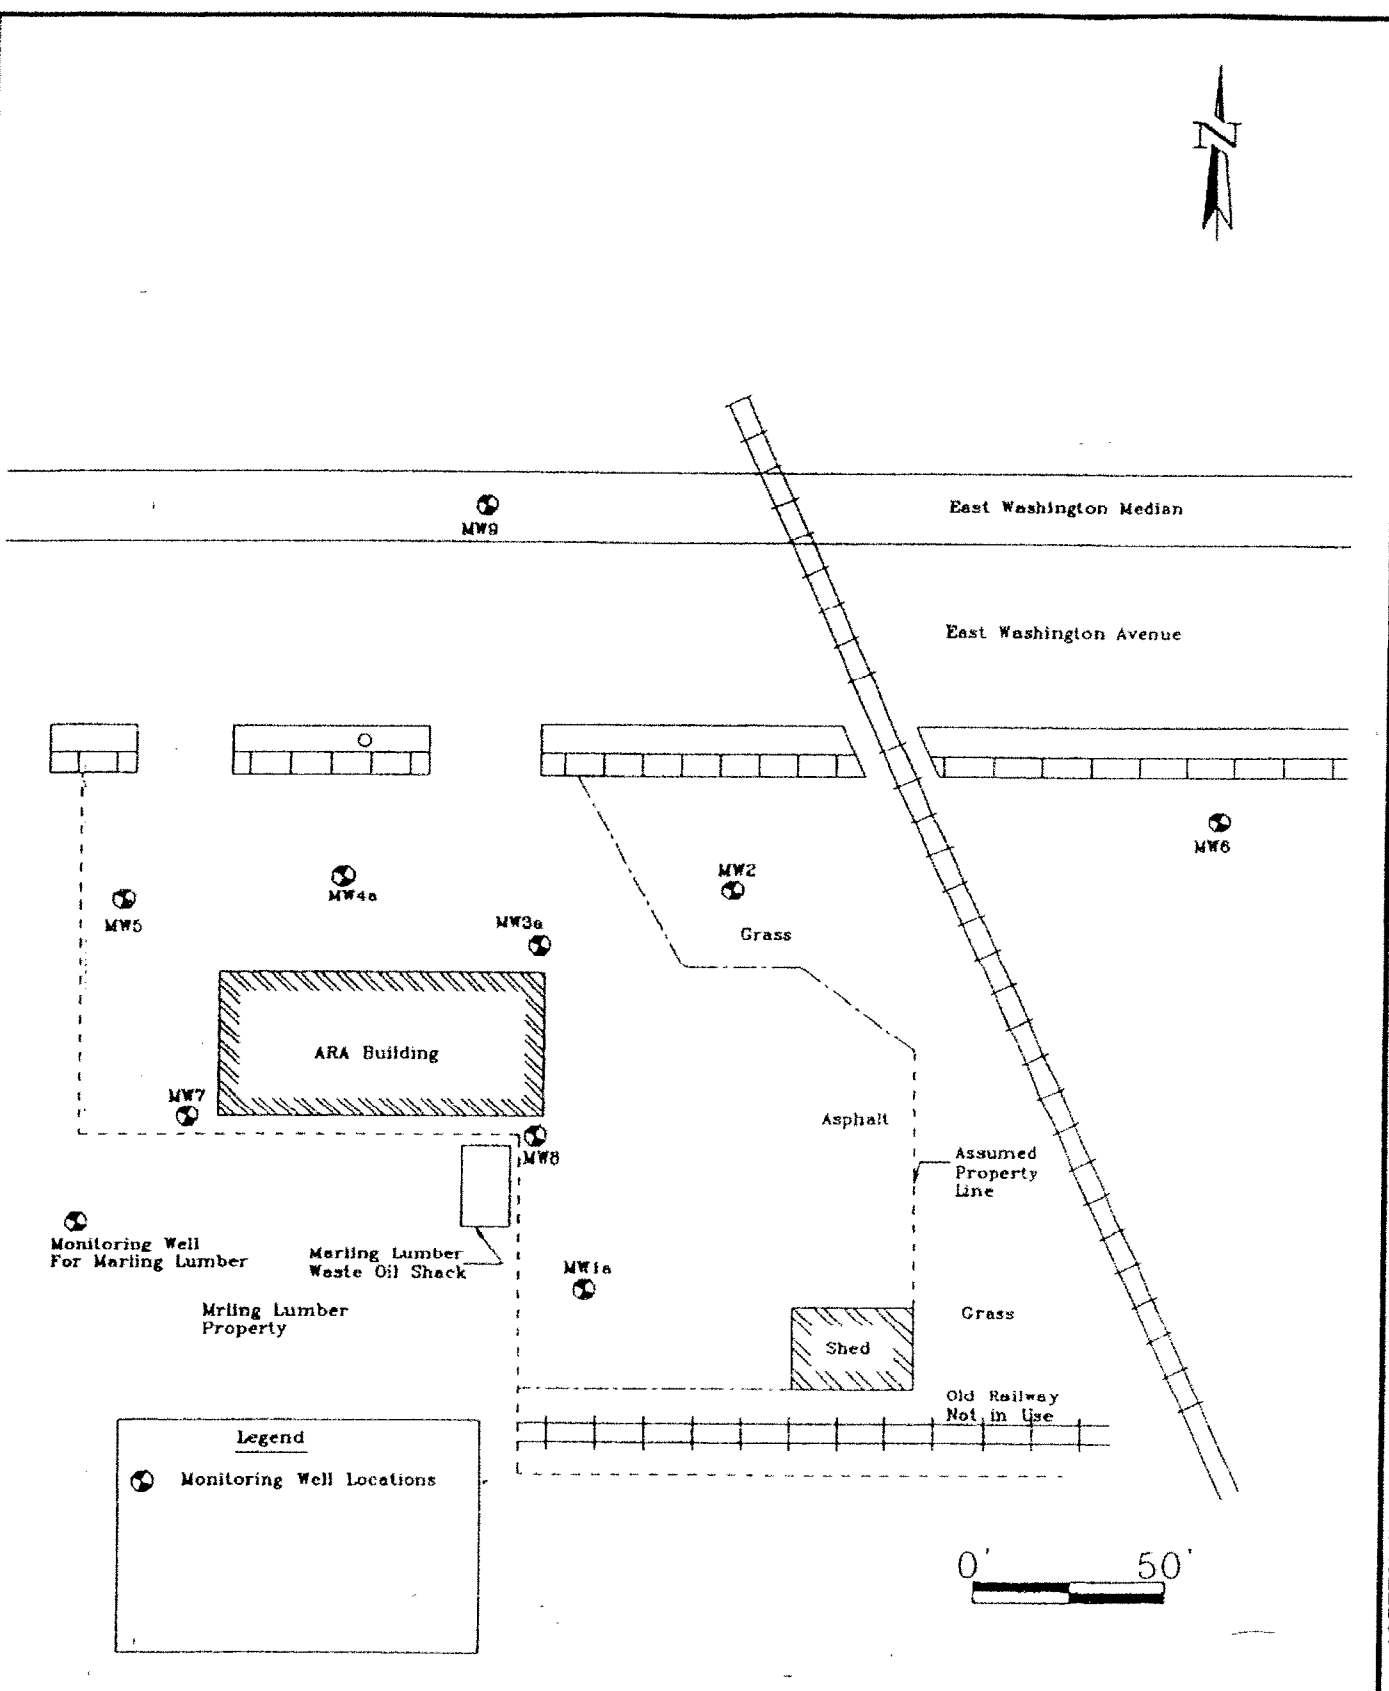 N
East Washington Median
MW9
East Washington Avenue
MW6
MW2
MW4a
MW5
MW3a
Grass
ARA Building
MW7
Asphalt
MW8
Assumed
Property
Line
Monitoring Well
For Marling Lumber
Marling Lumber
Waste Oil Shack
MW1a
Mrling Lumber
Property
Grass
Shed
Old Railway
Not in Use
Legend
Monitoring Well Locations
0' 50'